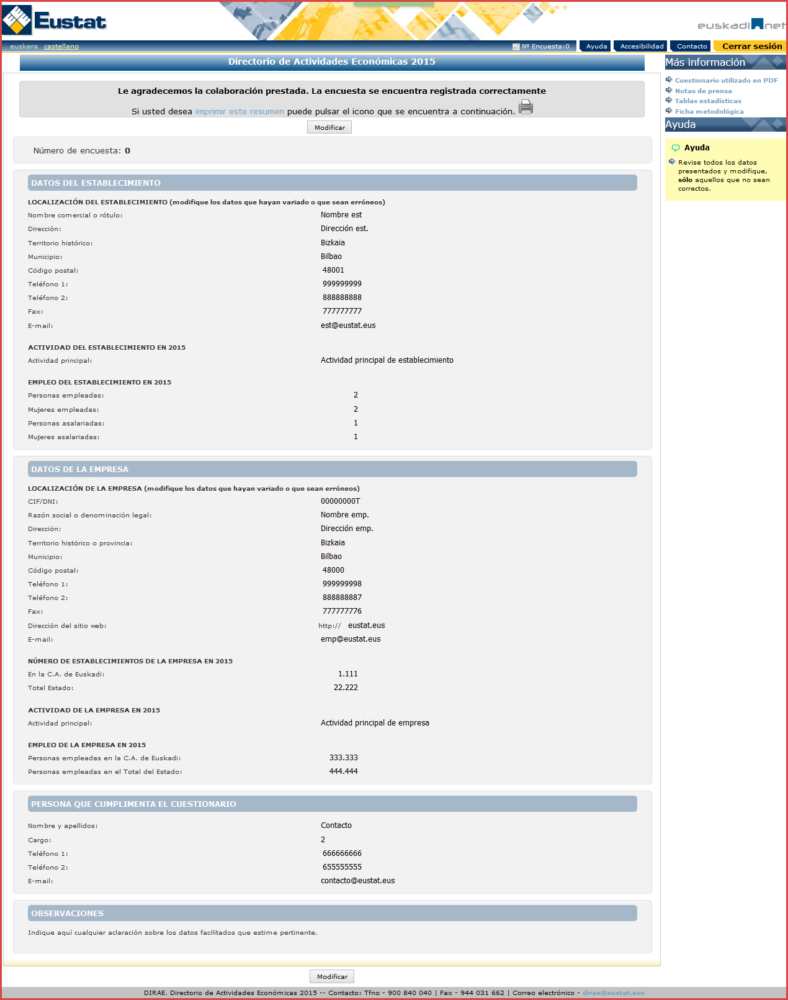 Eustat
euskadi net
euskera castellano Nº Encuesta:0 Ayuda Accesibilidad Contacto Cerrar sesión
Directorio de Actividades Económicas 2015
Le agradecemos la colaboración prestada. La encuesta se encuentra registrada correctamente
Si usted desea imprimir este resumen puede pulsar el icono que se encuentra a continuación.
Modificar
Número de encuesta: 0
DATOS DEL ESTABLECIMIENTO
LOCALIZACIÓN DEL ESTABLECIMIENTO (modifique los datos que hayan variado o que sean erróneos)
Nombre comercial o rótulo: Nombre est
Dirección: Dirección est.
Territorio histórico: Bizkaia
Municipio: Bilbao
Código postal: 48001
Teléfono 1: 999999999
Teléfono 2: 888888888
Fax: 777777777
E-mail: est@eustat.eus
ACTIVIDAD DEL ESTABLECIMIENTO EN 2015
Actividad principal: Actividad principal de establecimiento
EMPLEO DEL ESTABLECIMIENTO EN 2015
Personas empleadas: 2
Mujeres empleadas: 2
Personas asalariadas: 1
Mujeres asalariadas: 1
DATOS DE LA EMPRESA
LOCALIZACIÓN DE LA EMPRESA (modifique los datos que hayan variado o que sean erróneos)
CIF/DNI: 00000000T
Razón social o denominación legal: Nombre emp.
Dirección: Dirección emp.
Territorio histórico o provincia: Bizkaia
Municipio: Bilbao
Código postal: 48000
Teléfono 1: 999999998
Teléfono 2: 888888887
Fax: 777777776
Dirección del sitio web: http:// eustat.eus
E-mail: emp@eustat.eus
NÚMERO DE ESTABLECIMIENTOS DE LA EMPRESA EN 2015
En la C.A. de Euskadi: 1.111
Total Estado: 22.222
ACTIVIDAD DE LA EMPRESA EN 2015
Actividad principal: Actividad principal de empresa
EMPLEO DE LA EMPRESA EN 2015
Personas empleadas en la C.A. de Euskadi: 333.333
Personas empleadas en el Total del Estado: 444.444
PERSONA QUE CUMPLIMENTA EL CUESTIONARIO
Nombre y apellidos: Contacto
Cargo: 2
Teléfono 1: 666666666
Teléfono 2: 655555555
E-mail: contacto@eustat.eus
OBSERVACIONES
Indique aquí cualquier aclaración sobre los datos facilitados que estime pertinente.
Modificar
Más información
Cuestionario utilizado en PDF
Notas de prensa
Tablas estadísticas
Ficha metodológica
Ayuda
Ayuda
Revise todos los datos
presentados y modifique,
sólo aquellos que no sean
correctos.
DIRAE. Directorio de Actividades Económicas 2015 -- Contacto: Tfno - 900 840 040 | Fax - 944 031 662 | Correo electrónico - dirae@eustat.eus